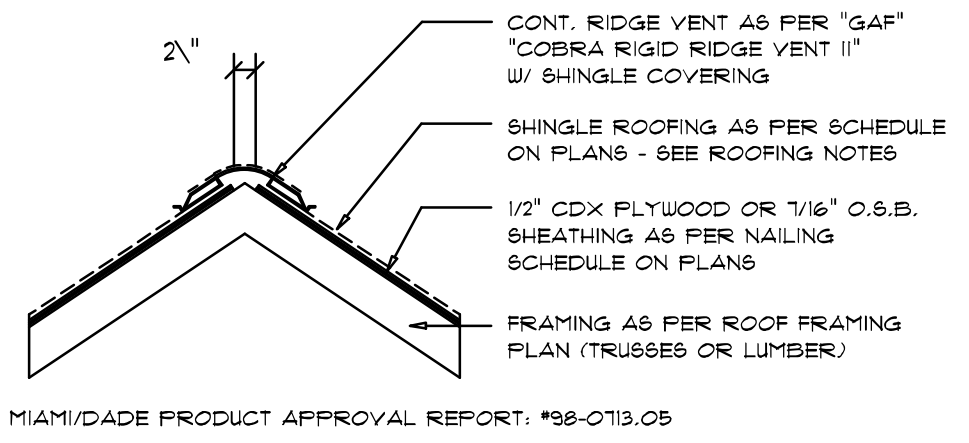 2\"
CONT. RIDGE VENT AS PER "GAF"
"COBRA RIGID RIDGE VENT II"
W/ SHINGLE COVERING
SHINGLE ROOFING AS PER SCHEDULE
ON PLANS - SEE ROOFING NOTES
1/2" CDX PLYWOOD OR 7/16" O.S.B.
SHEATHING AS PER NAILING
SCHEDULE ON PLANS
FRAMING AS PER ROOF FRAMING
PLAN (TRUSSES OR LUMBER)
MIAMI/DADE PRODUCT APPROVAL REPORT: #98-0713.05